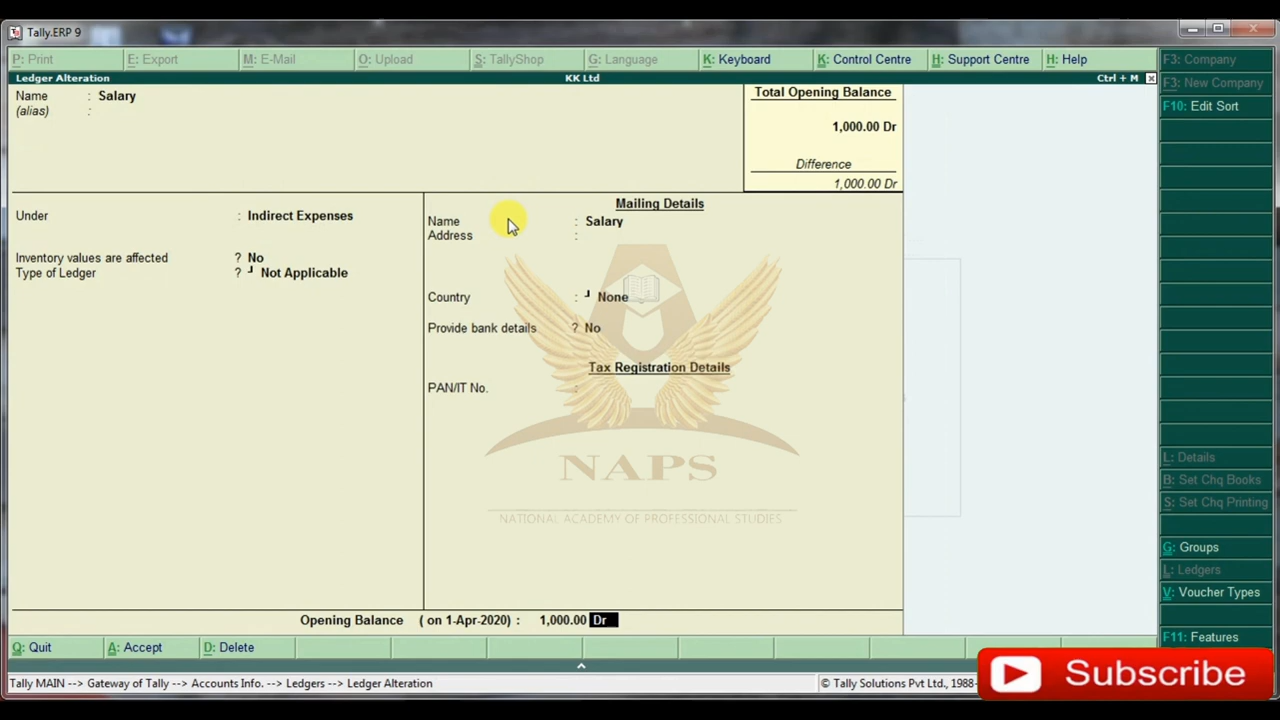 Tally.ERP 9
P: Print E: Export M: E-Mail O: Upload S: TallyShop G: Language K: Keyboard K: Control Centre H: Support Centre H: Help
Ledger Alteration KK Ltd Ctrl + M
Name : Salary
(alias) :
Total Opening Balance
1,000.00 Dr
Difference
1,000.00 Dr
Under : Indirect Expenses
Inventory values are affected ? No
Type of Ledger ? Not Applicable
Mailing Details
Name : Salary
Address :
Country : None
Provide bank details ? No
Tax Registration Details
PAN/IT No. :
NAPS
NATIONAL ACADEMY OF PROFESSIONAL STUDIES
Opening Balance ( on 1-Apr-2020) : 1,000.00 Dr
F3: Company
F3: New Company
F10: Edit Sort
L: Details
B: Set Chq Books
S: Set Chq Printing
G: Groups
L: Ledgers
V: Voucher Types
F11: Features
Q: Quit A: Accept D: Delete
Subscribe
Tally MAIN --> Gateway of Tally --> Accounts Info. --> Ledgers --> Ledger Alteration
© Tally Solutions Pvt Ltd., 1988-